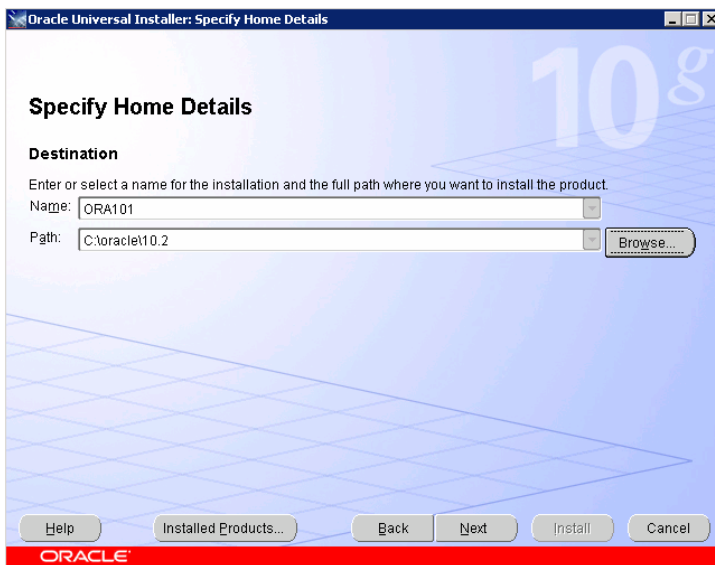 Oracle Universal Installer: Specify Home Details
10g
Specify Home Details
Destination
Enter or select a name for the installation and the full path where you want to install the product.
Name: ORA101
Path: C:\oracle\10.2 Browse...
Help Installed Products... Back Next Install Cancel
ORACLE